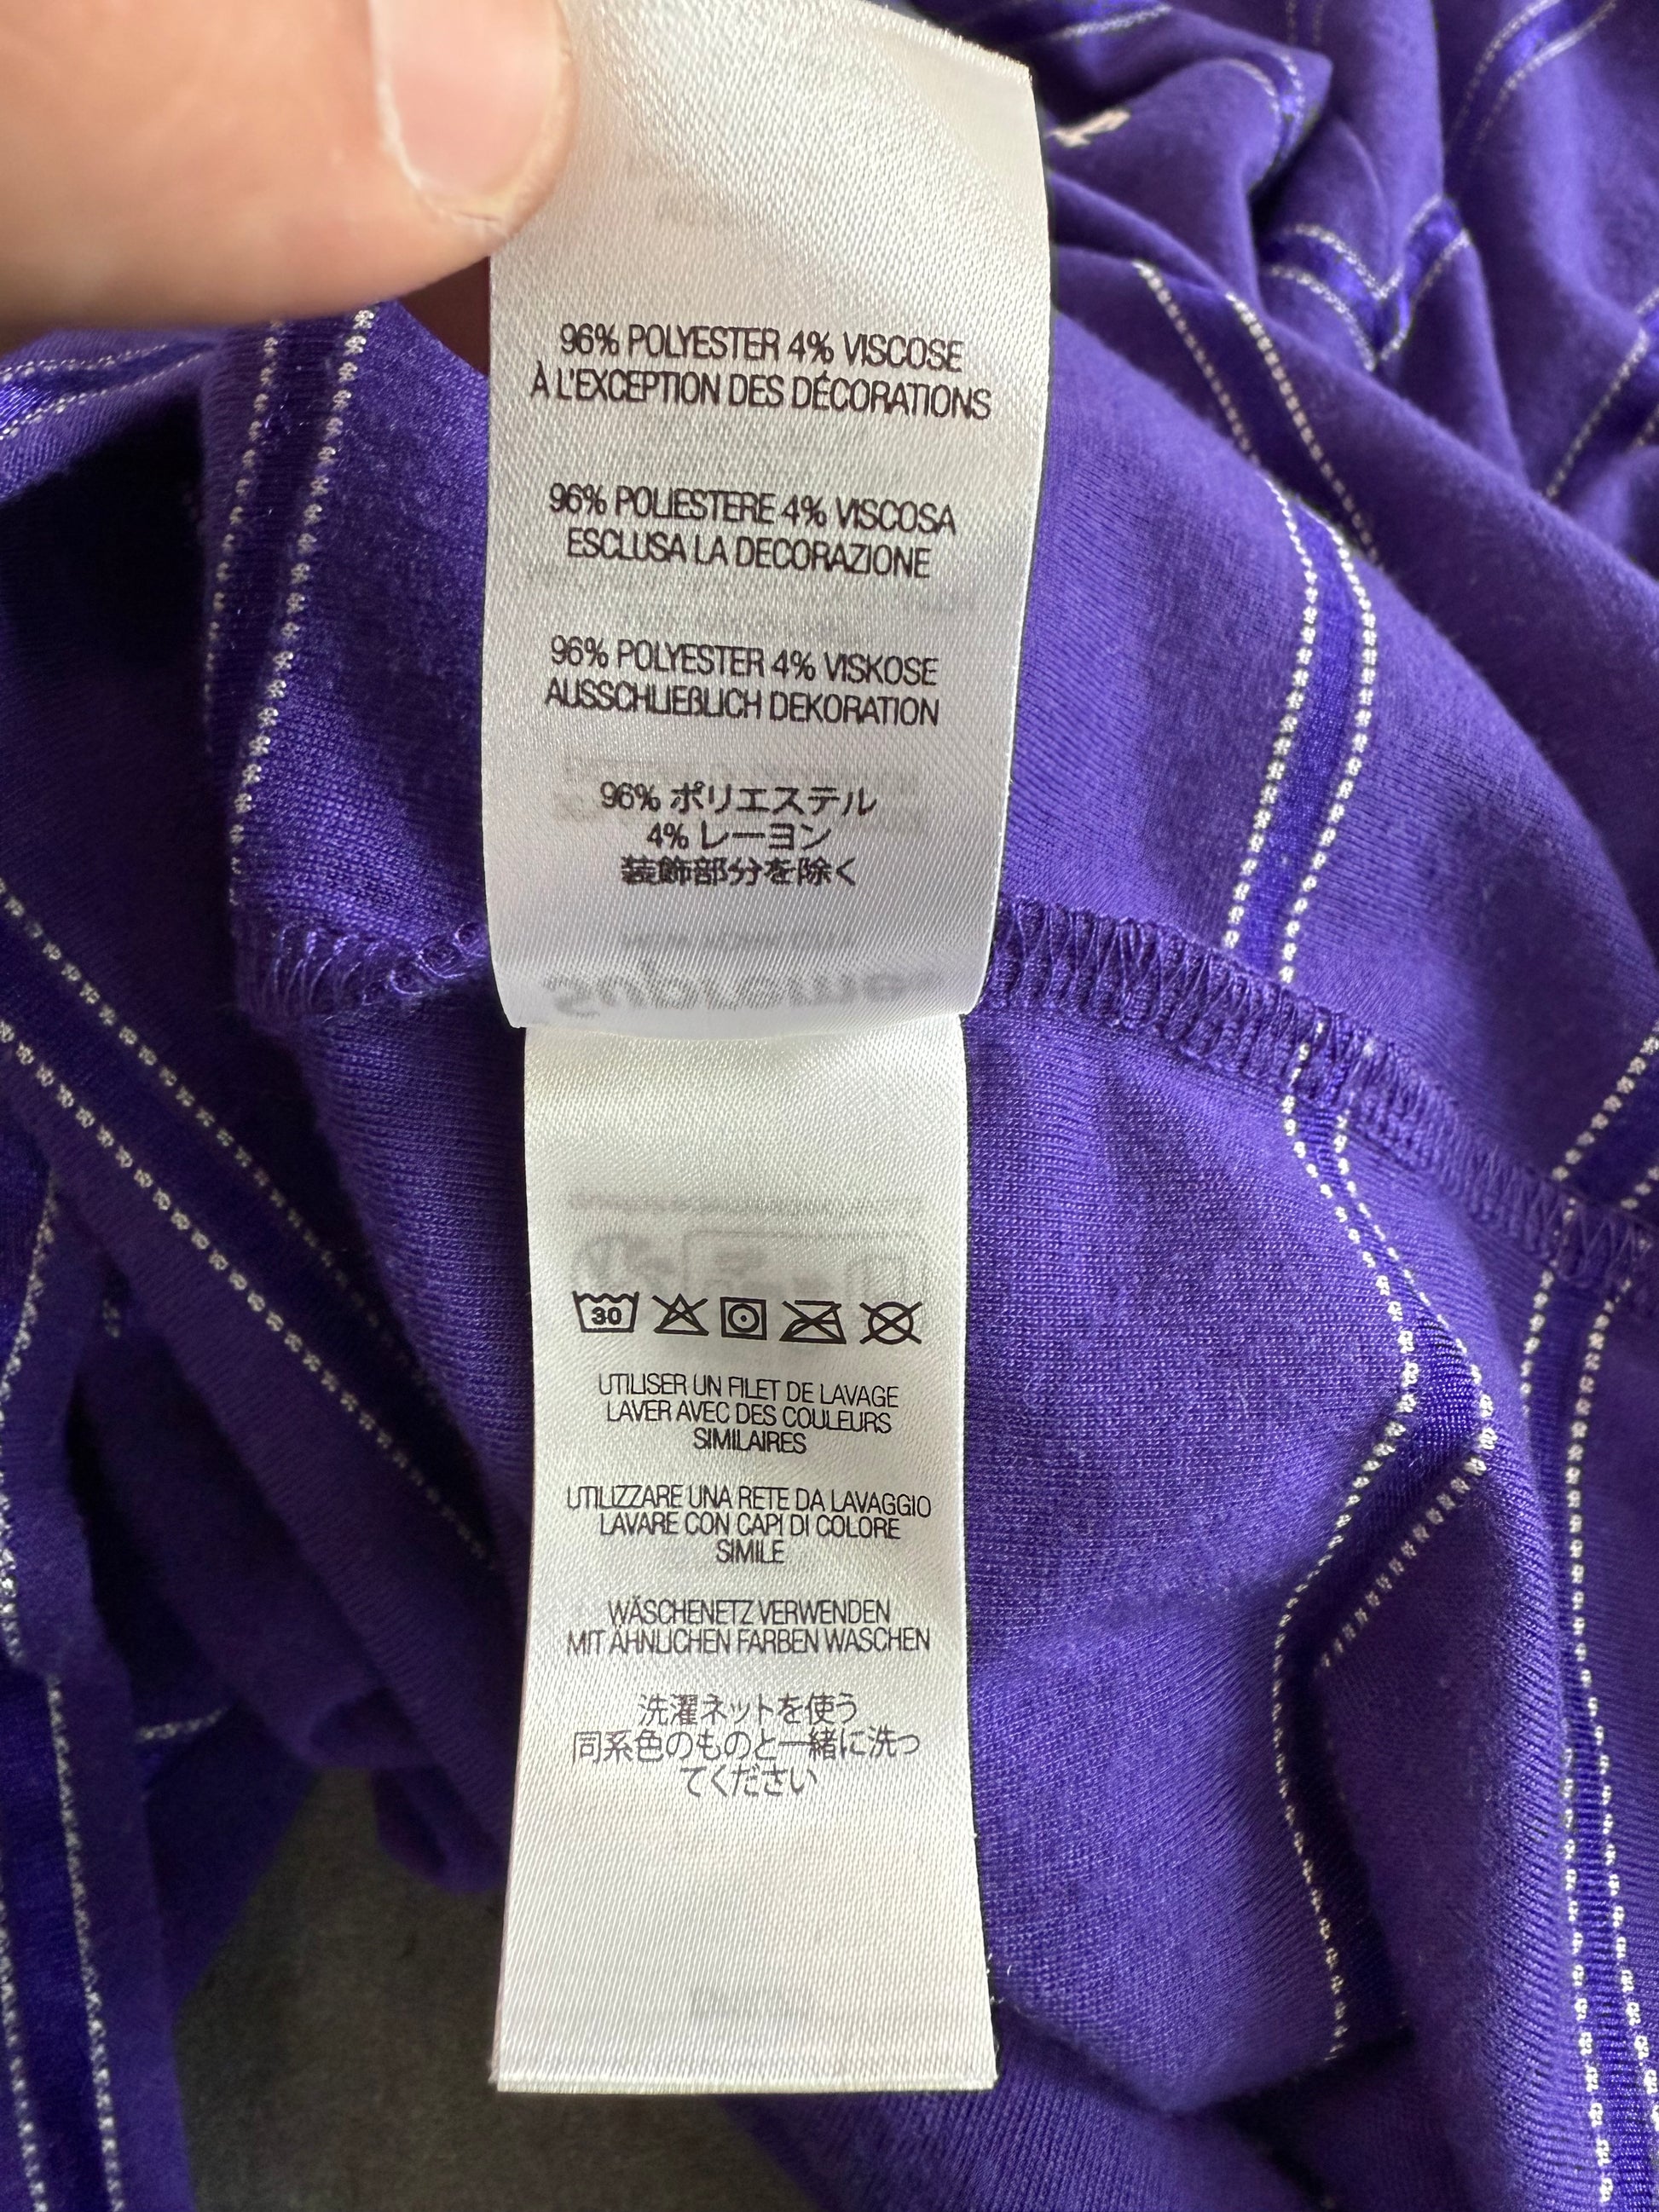 96% POLYESTER 4% VISCOSE
À L'EXCEPTION DES DÉCORATIONS
96% POLIESTERE 4% VISCOSA
ESCLUSA LA DECORAZIONE
96% POLYESTER 4% VISKOSE
AUSSCHLIEßLICH DEKORATION
96% ポリエステル
4% レーヨン
装飾部分を除く
30
UTILISER UN FILET DE LAVAGE
LAVER AVEC DES COULEURS
SIMILAIRES
UTILIZZARE UNA RETE DA LAVAGGIO
LAVARE CON CAPI DI COLORE
SIMILE
WÄSCHENETZ VERWENDEN
MIT ÄHNLICHEN FARBEN WASCHEN
洗濯ネットを使う
同系色のものと一緒に洗っ
てください